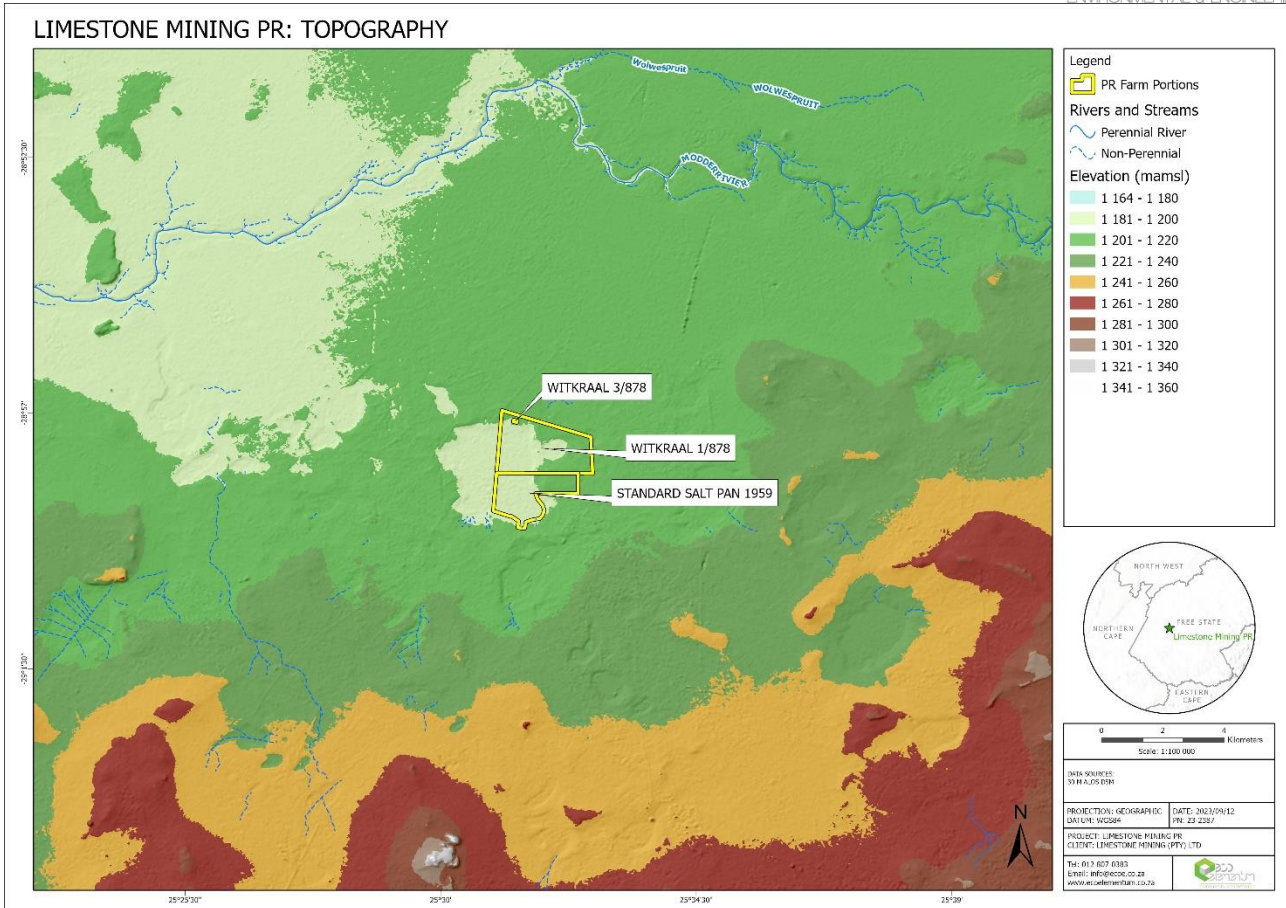 LIMESTONE MINING PR: TOPOGRAPHY
Wolwespruit
WOLWESPRUIT
MODDERRIVIER
WITKRAAL 3/878
WITKRAAL 1/878
STANDARD SALT PAN 1959
-28°52'30"
-28°57'
-29°1'30"
25°25'30"
25°30'
25°34'30"
25°39'
N
Legend
PR Farm Portions
Rivers and Streams
Perennial River
Non-Perennial
Elevation (mamsl)
1 164 - 1 180
1 181 - 1 200
1 201 - 1 220
1 221 - 1 240
1 241 - 1 260
1 261 - 1 280
1 281 - 1 300
1 301 - 1 320
1 321 - 1 340
1 341 - 1 360
NORTH WEST
NORTHERN
CAPE
FREE STATE
Limestone Mining PR
EASTERN
CAPE
0 2 4
Kilometers
Scale: 1:100 000
DATA SOURCES:
30 M ALOS DSM
PROJECTION: GEOGRAPHIC
DATUM: WGS84
DATE: 2023/09/12
PN: 23 2387
PROJECT: LIMESTONE MINING PR
CLIENT: LIMESTONE MINING (PTY) LTD
Tel: 012 807 0383
Email: info@ecoe.co.za
www.ecoelementum.co.za
eco
elementum